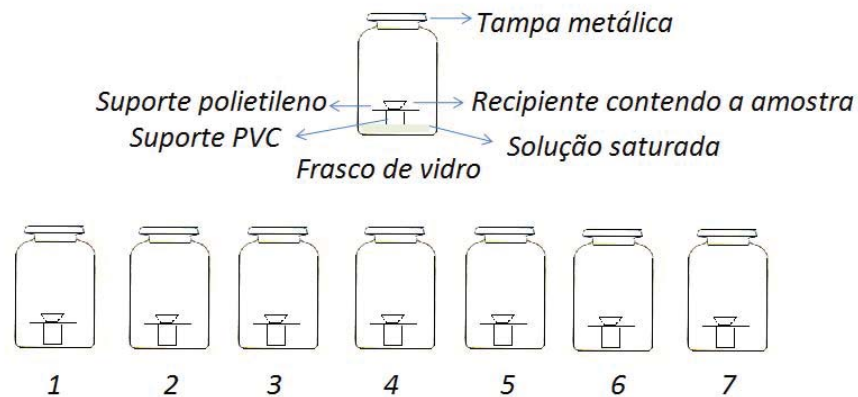 Tampa metálica
Suporte polietileno
Recipiente contendo a amostra
Suporte PVC
Solução saturada
Frasco de vidro
1 2 3 4 5 6 7